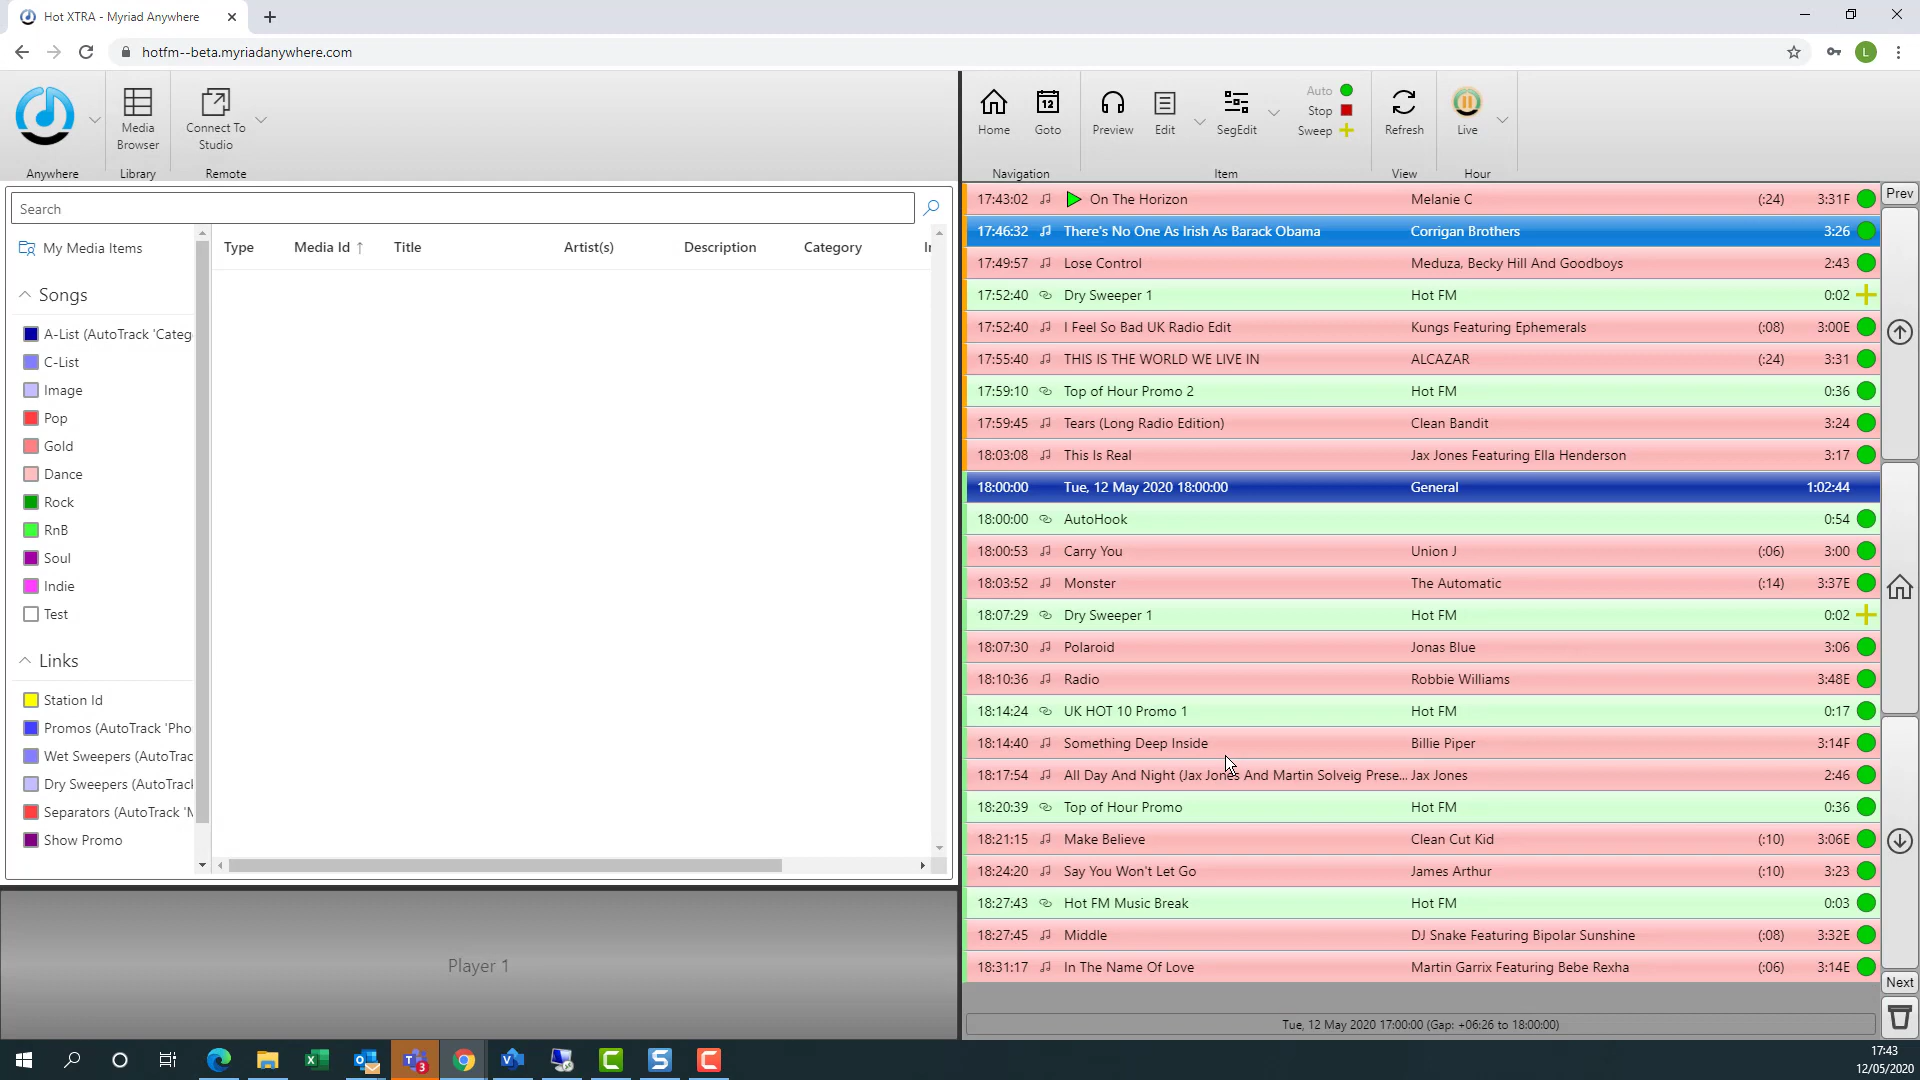 Hot XTRA - Myriad Anywhere
hotfm--beta.myriadanywhere.com
L
Media Browser
Connect To Studio
Anywhere
Library
Remote
12
Home
Goto
Preview
Edit
SegEdit
Auto
Stop
Sweep
Refresh
Live
Navigation
Item
View
Hour
Search
My Media Items
Type
Media Id ↑
Title
Artist(s)
Description
Category
Songs
A-List (AutoTrack 'Categ
C-List
Image
Pop
Gold
Dance
Rock
RnB
Soul
Indie
Test
Links
Station Id
Promos (AutoTrack 'Pho
Wet Sweepers (AutoTrac
Dry Sweepers (AutoTrack
Separators (AutoTrack 'M
Show Promo
Player 1
17:43:02 On The Horizon Melanie C (:24) 3:31F
17:46:32 There's No One As Irish As Barack Obama Corrigan Brothers 3:26
17:49:57 Lose Control Meduza, Becky Hill And Goodboys 2:43
17:52:40 Dry Sweeper 1 Hot FM 0:02
17:52:40 I Feel So Bad UK Radio Edit Kungs Featuring Ephemerals (:08) 3:00E
17:55:40 THIS IS THE WORLD WE LIVE IN ALCAZAR (:24) 3:31
17:59:10 Top of Hour Promo 2 Hot FM 0:36
17:59:45 Tears (Long Radio Edition) Clean Bandit 3:24
18:03:08 This Is Real Jax Jones Featuring Ella Henderson 3:17
18:00:00 Tue, 12 May 2020 18:00:00 General 1:02:44
18:00:00 AutoHook 0:54
18:00:53 Carry You Union J (:06) 3:00
18:03:52 Monster The Automatic (:14) 3:37E
18:07:29 Dry Sweeper 1 Hot FM 0:02
18:07:30 Polaroid Jonas Blue 3:06
18:10:36 Radio Robbie Williams 3:48E
18:14:24 UK HOT 10 Promo 1 Hot FM 0:17
18:14:40 Something Deep Inside Billie Piper 3:14F
18:17:54 All Day And Night (Jax Jones And Martin Solveig Prese... Jax Jones 2:46
18:20:39 Top of Hour Promo Hot FM 0:36
18:21:15 Make Believe Clean Cut Kid (:10) 3:06E
18:24:20 Say You Won't Let Go James Arthur (:10) 3:23
18:27:43 Hot FM Music Break Hot FM 0:03
18:27:45 Middle DJ Snake Featuring Bipolar Sunshine (:08) 3:32E
18:31:17 In The Name Of Love Martin Garrix Featuring Bebe Rexha (:06) 3:14E
Prev
Next
Tue, 12 May 2020 17:00:00 (Gap: +06:26 to 18:00:00)
3
17:43
12/05/2020